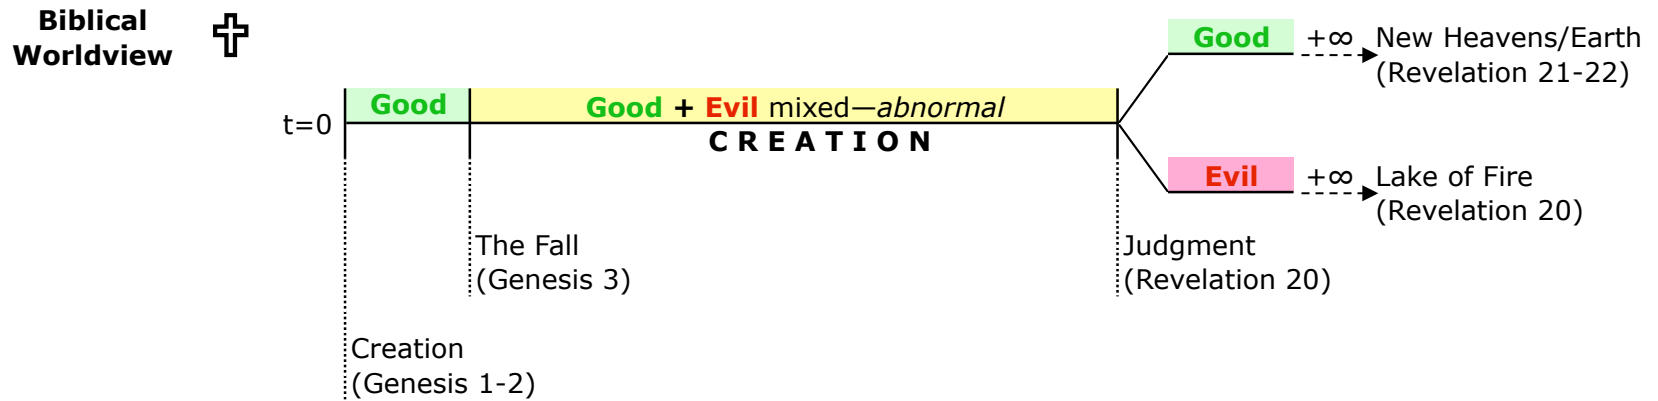 Biblical
Worldview
Good +∞ New Heavens/Earth
(Revelation 21-22)
t=0 Good Good + Evil mixed—abnormal
CREATION
Evil +∞ Lake of Fire
(Revelation 20)
The Fall
(Genesis 3)
Judgment
(Revelation 20)
Creation
(Genesis 1-2)